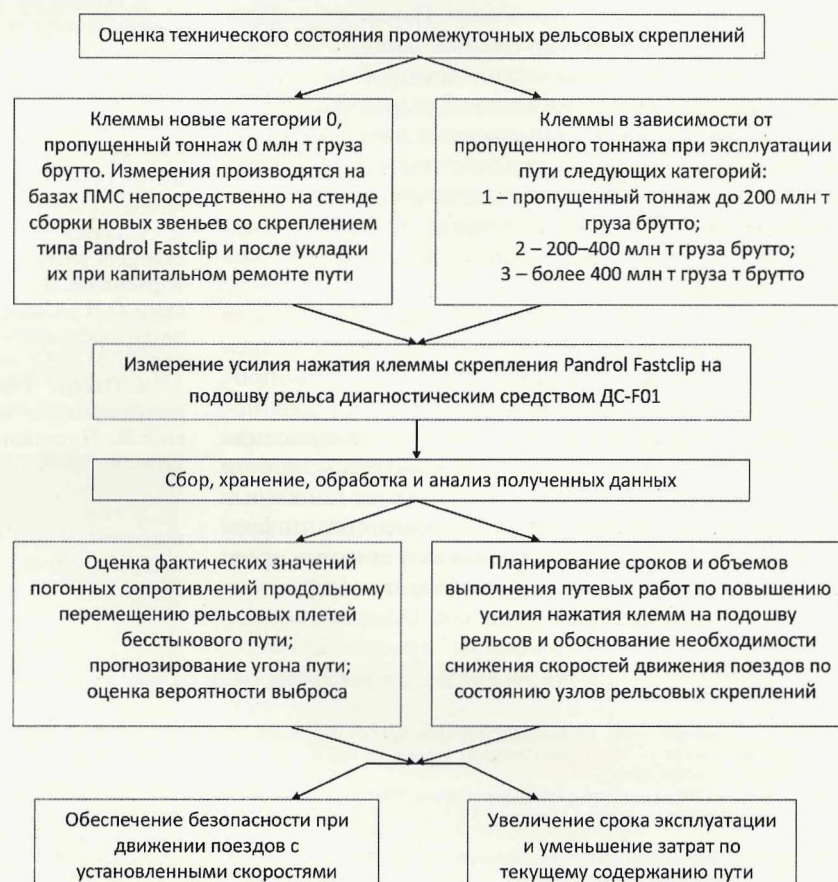 Оценка технического состояния промежуточных рельсовых скреплений
Клеммы новые категории 0,
пропущенный тоннаж 0 млн т груза
брутто. Измерения производятся на
базах ПМС непосредственно на стенде
сборки новых звеньев со скреплением
типа Pandrol Fastclip и после укладки
их при капитальном ремонте пути
Клеммы в зависимости от
пропущенного тоннажа при эксплуатации
пути следующих категорий:
1 – пропущенный тоннаж до 200 млн т
груза брутто;
2 – 200–400 млн т груза брутто;
3 – более 400 млн т груза т брутто
Измерение усилия нажатия клеммы скрепления Pandrol Fastclip на
подошву рельса диагностическим средством ДС-F01
Сбор, хранение, обработка и анализ полученных данных
Оценка фактических значений
погонных сопротивлений продольному
перемещению рельсовых плетей
бесстыкового пути;
прогнозирование угона пути;
оценка вероятности выброса
Планирование сроков и объемов
выполнения путевых работ по повышению
усилия нажатия клемм на подошву
рельсов и обоснование необходимости
снижения скоростей движения поездов по
состоянию узлов рельсовых скреплений
Обеспечение безопасности при
движении поездов с
установленными скоростями
Увеличение срока эксплуатации
и уменьшение затрат по
текущему содержанию пути